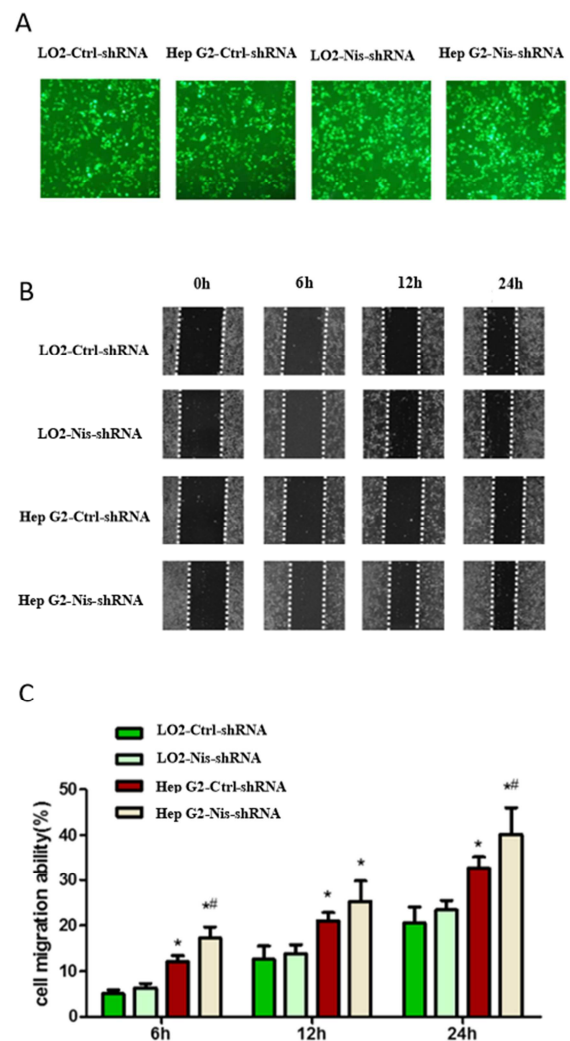 A
LO2-Ctrl-shRNA Hep G2-Ctrl-shRNA LO2-Nis-shRNA Hep G2-Nis-shRNA
B
0h 6h 12h 24h
LO2-Ctrl-shRNA
LO2-Nis-shRNA
Hep G2-Ctrl-shRNA
Hep G2-Nis-shRNA
C
LO2-Ctrl-shRNA
LO2-Nis-shRNA
Hep G2-Ctrl-shRNA
Hep G2-Nis-shRNA
cell migration ability(%)
50
40
30
20
10
0
*
*#
*
*
*
*#
6h 12h 24h